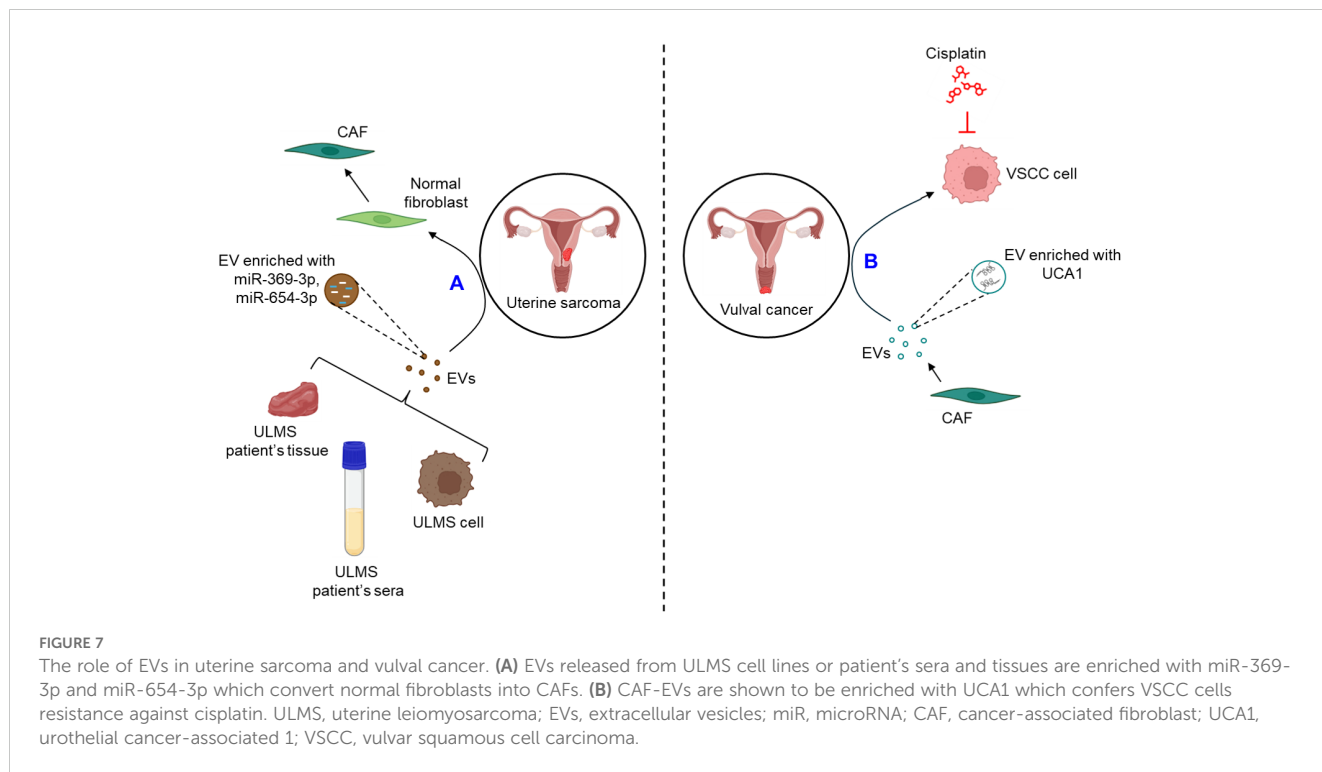 CAF
Normal
fibroblast
EV enriched with
miR-369-3p,
miR-654-3p
A
Uterine sarcoma
EVs
ULMS
patient's tissue
ULMS cell
ULMS
patient's sera
Cisplatin
VSCC cell
EV enriched with
UCA1
B
Vulval cancer
EVs
CAF
FIGURE 7
The role of EVs in uterine sarcoma and vulval cancer. (A) EVs released from ULMS cell lines or patient's sera and tissues are enriched with miR-369-
3p and miR-654-3p which convert normal fibroblasts into CAFs. (B) CAF-EVs are shown to be enriched with UCA1 which confers VSCC cells
resistance against cisplatin. ULMS, uterine leiomyosarcoma; EVs, extracellular vesicles; miR, microRNA; CAF, cancer-associated fibroblast; UCA1,
urothelial cancer-associated 1; VSCC, vulvar squamous cell carcinoma.